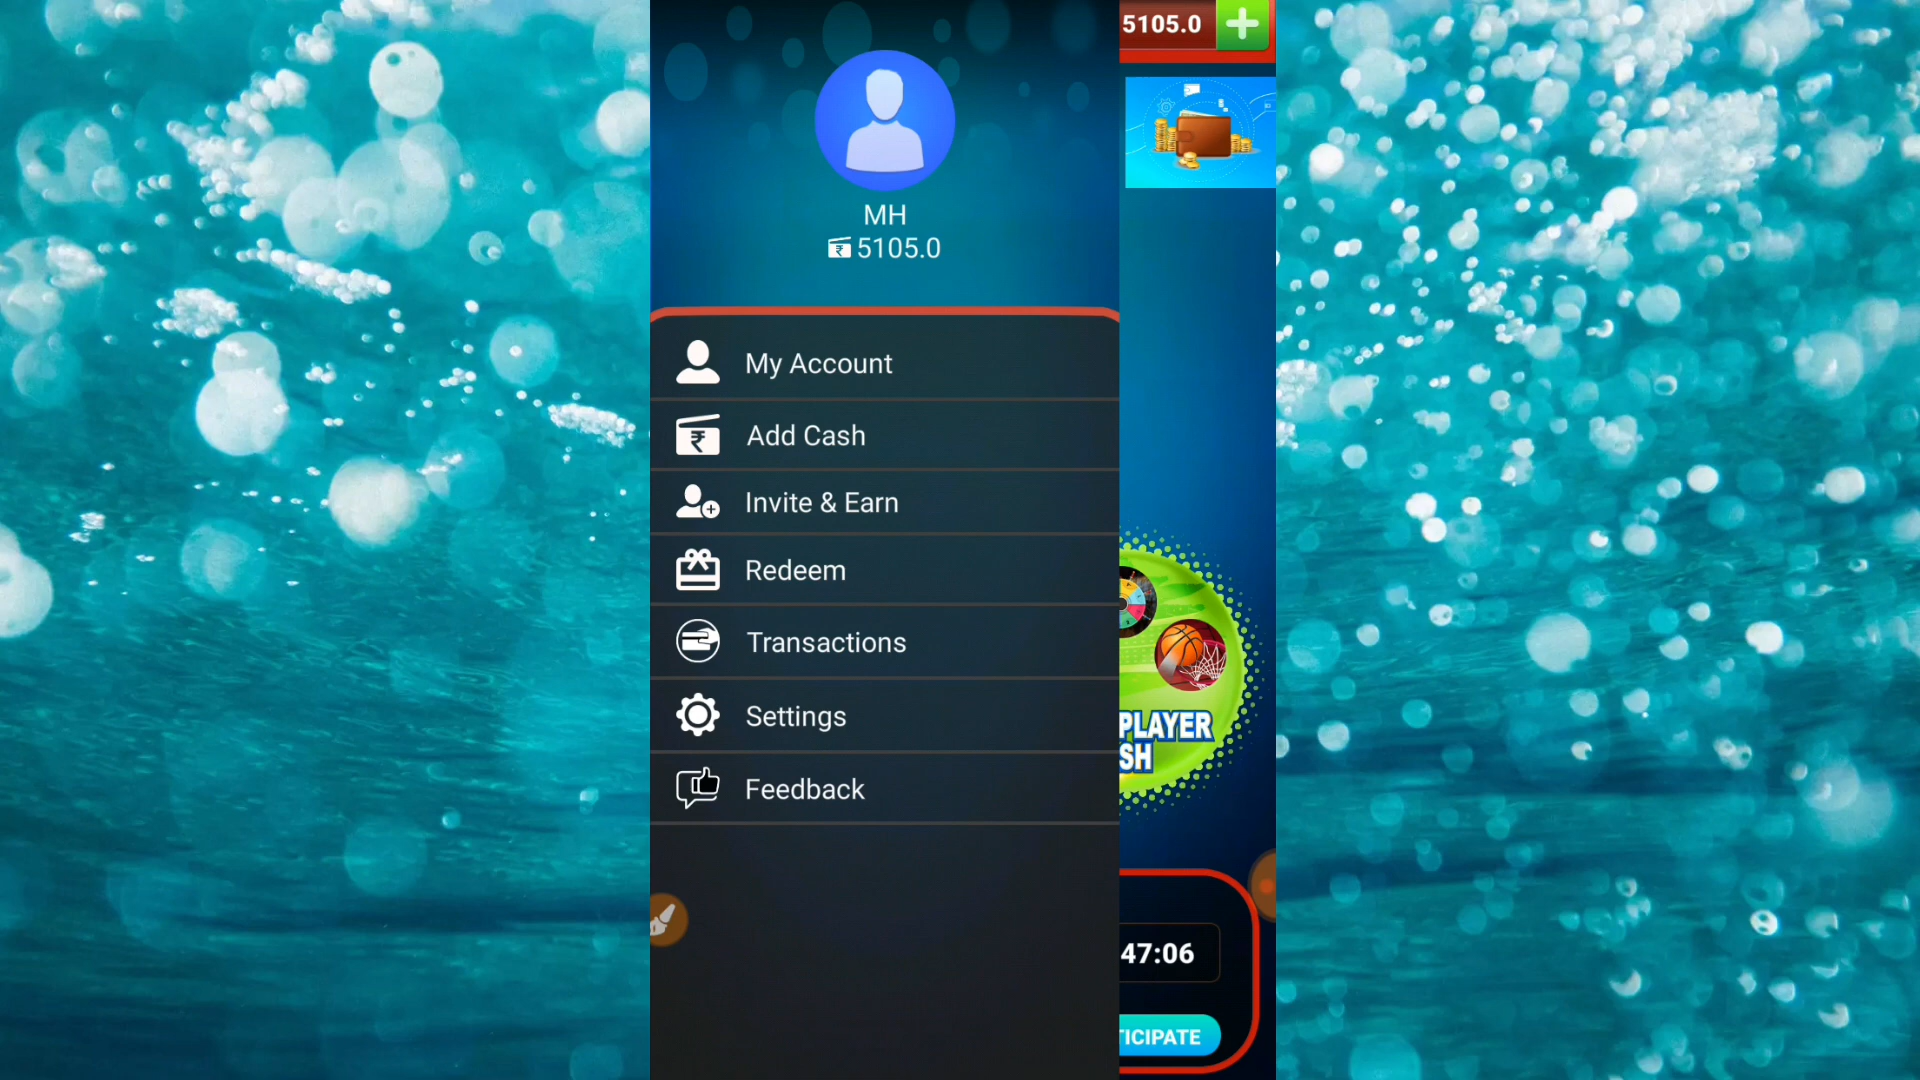 5105.0
MH
₹ 5105.0
My Account
₹ Add Cash
Invite & Earn
Redeem
Transactions
Settings
Feedback
PLAYER
SH
47:06
TICIPATE